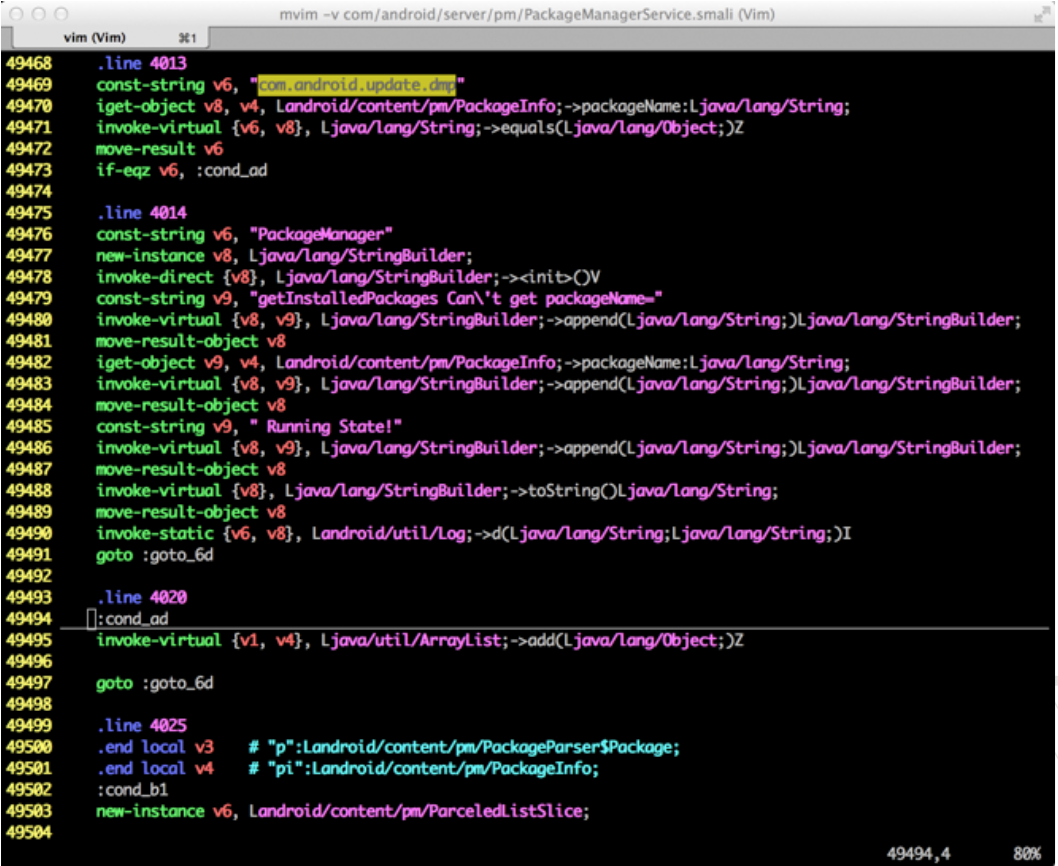 mvim -v com/android/server/pm/PackageManagerService.smali (Vim)
vim (Vim) ⌘1
49468 .line 4013
49469 const-string v6, "com.android.update.dmp"
49470 iget-object v8, v4, Landroid/content/pm/PackageInfo;->packageName:Ljava/lang/String;
49471 invoke-virtual {v6, v8}, Ljava/lang/String;->equals(Ljava/lang/Object;)Z
49472 move-result v6
49473 if-eqz v6, :cond_ad
49474
49475 .line 4014
49476 const-string v6, "PackageManager"
49477 new-instance v8, Ljava/lang/StringBuilder;
49478 invoke-direct {v8}, Ljava/lang/StringBuilder;-><init>()V
49479 const-string v9, "getInstalledPackages Can\'t get packageName="
49480 invoke-virtual {v8, v9}, Ljava/lang/StringBuilder;->append(Ljava/lang/String;)Ljava/lang/StringBuilder;
49481 move-result-object v8
49482 iget-object v9, v4, Landroid/content/pm/PackageInfo;->packageName:Ljava/lang/String;
49483 invoke-virtual {v8, v9}, Ljava/lang/StringBuilder;->append(Ljava/lang/String;)Ljava/lang/StringBuilder;
49484 move-result-object v8
49485 const-string v9, " Running State!"
49486 invoke-virtual {v8, v9}, Ljava/lang/StringBuilder;->append(Ljava/lang/String;)Ljava/lang/StringBuilder;
49487 move-result-object v8
49488 invoke-virtual {v8}, Ljava/lang/StringBuilder;->toString()Ljava/lang/String;
49489 move-result-object v8
49490 invoke-static {v6, v8}, Landroid/util/Log;->d(Ljava/lang/String;Ljava/lang/String;)I
49491 goto :goto_6d
49492
49493 .line 4020
49494 :cond_ad
49495 invoke-virtual {v1, v4}, Ljava/util/ArrayList;->add(Ljava/lang/Object;)Z
49496
49497 goto :goto_6d
49498
49499 .line 4025
49500 .end local v3 # "p":Landroid/content/pm/PackageParser$Package;
49501 .end local v4 # "pi":Landroid/content/pm/PackageInfo;
49502 :cond_b1
49503 new-instance v6, Landroid/content/pm/ParceledListSlice;
49504
49494,4 80%